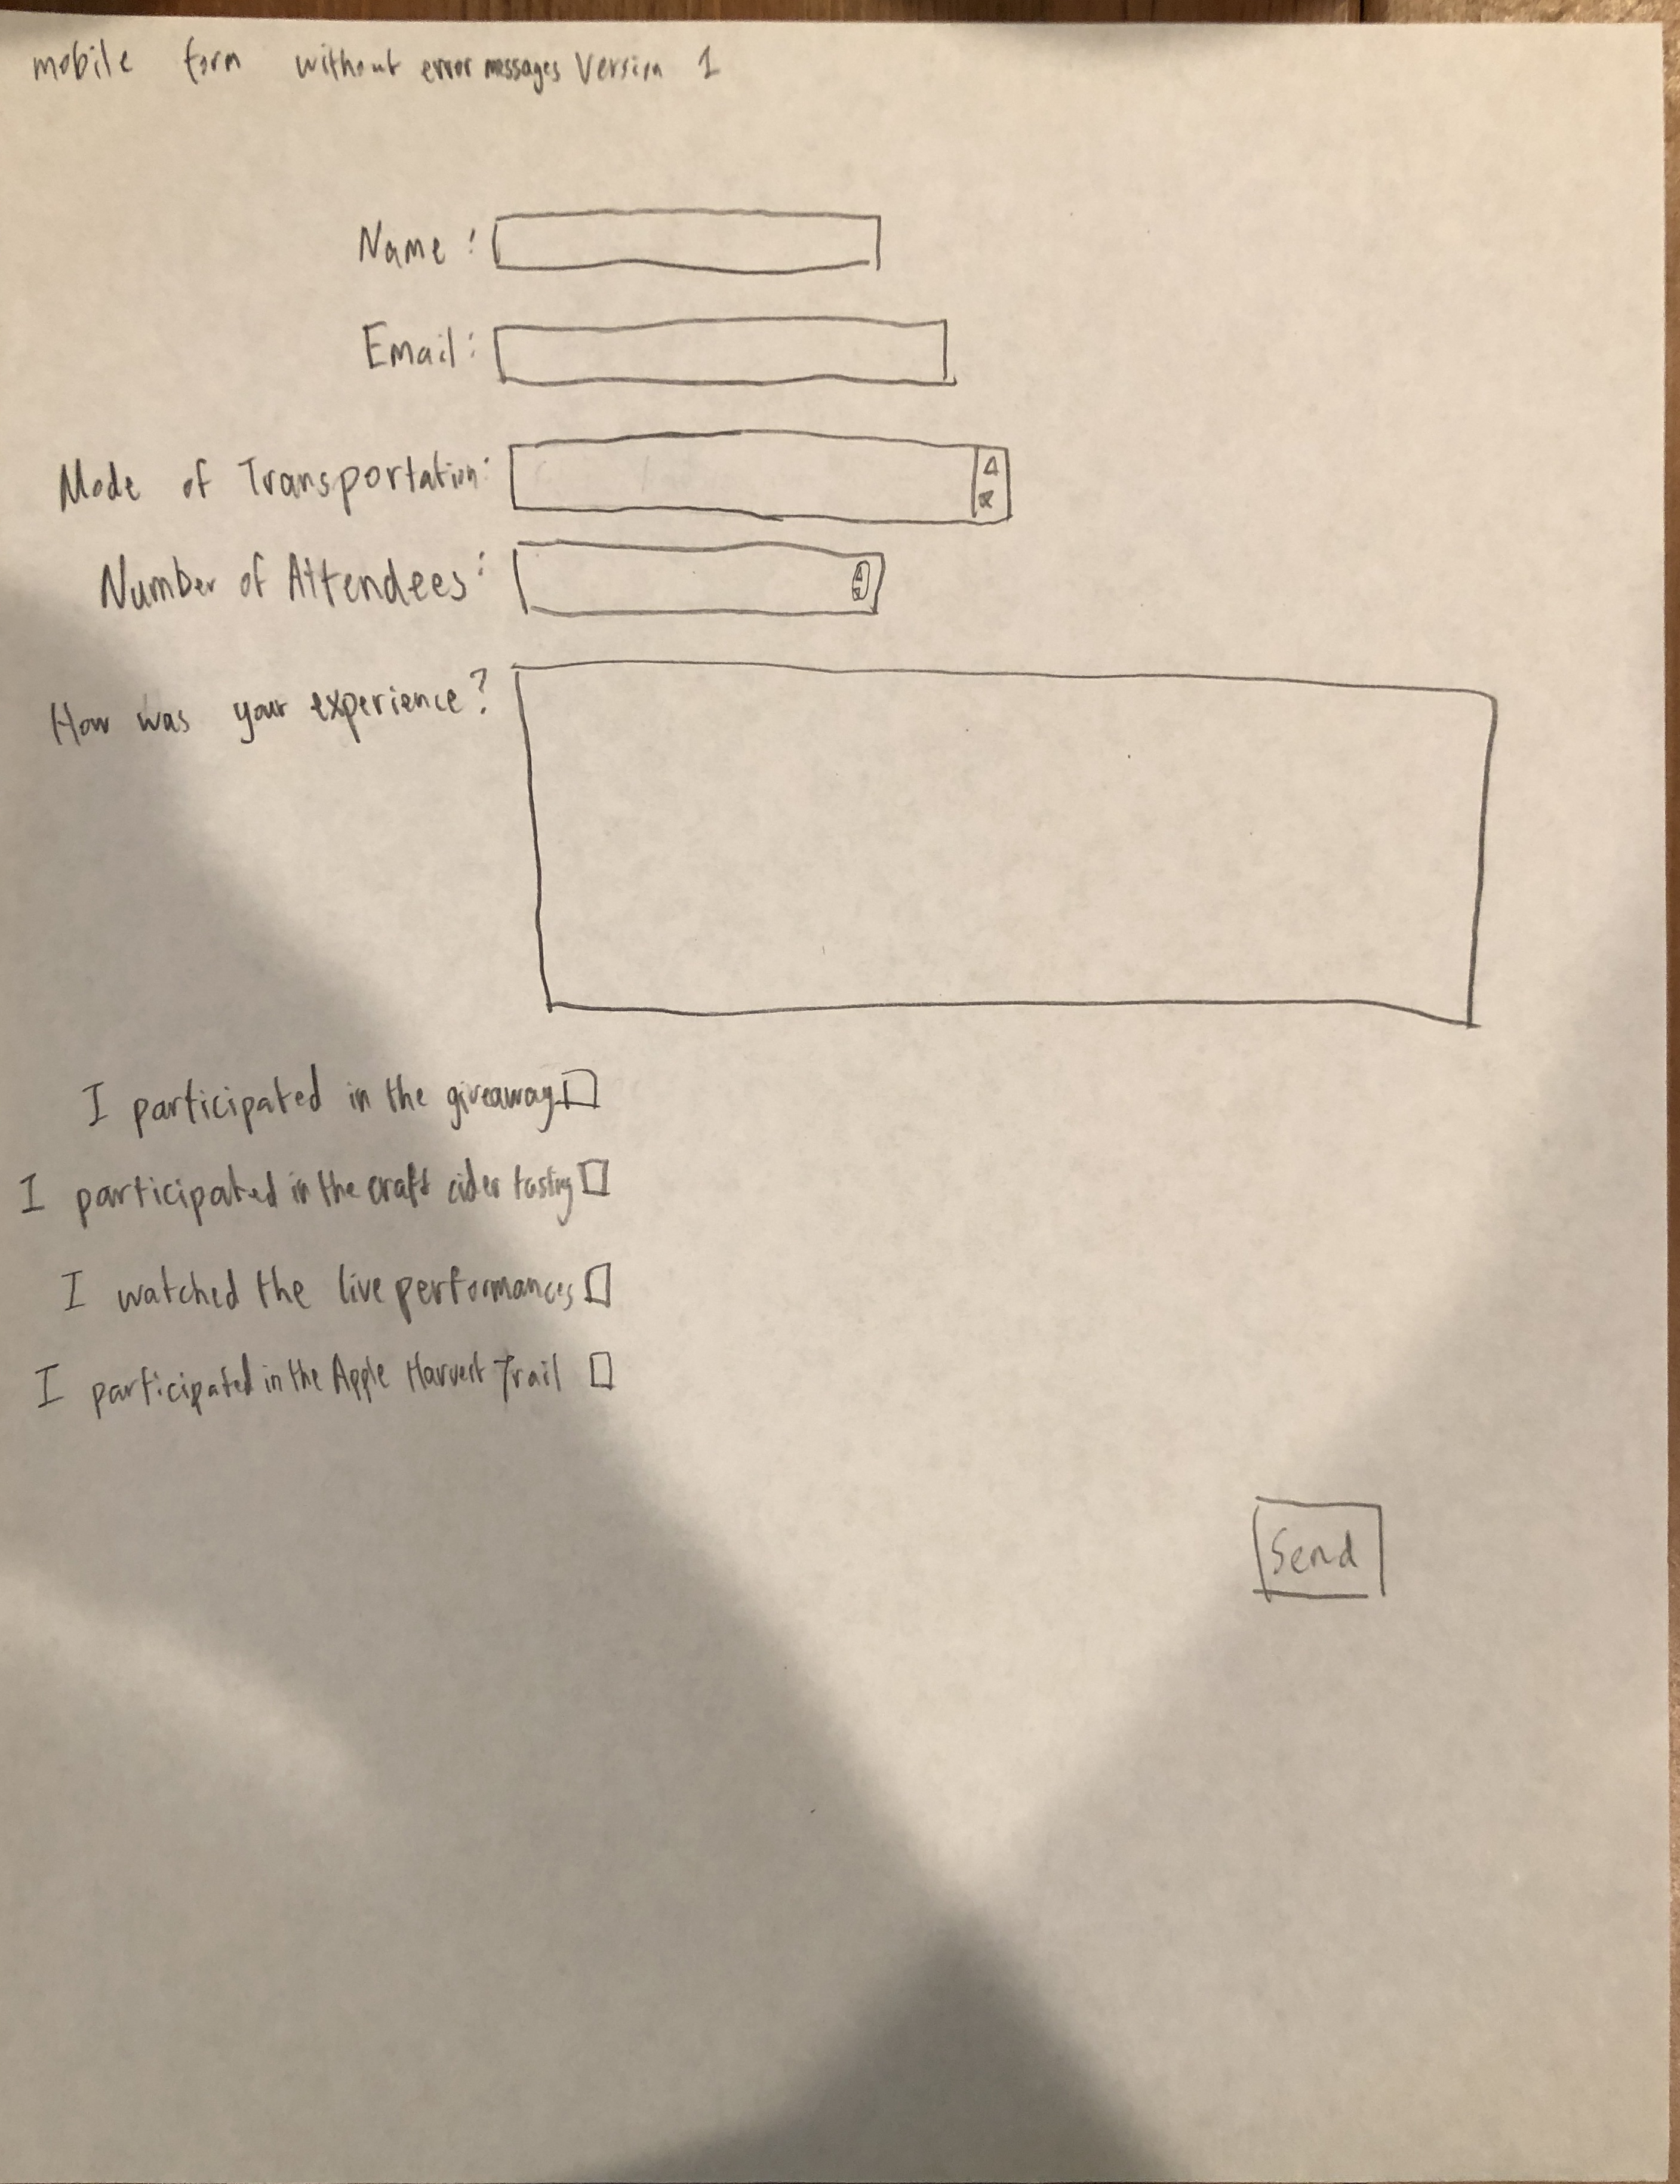 mobile form without error messages Version 1
Name:
Email:
Mode of Transportation:
Number of Attendees:
How was your experience?
I participated in the giveaway
I participated in the craft cider tasting
I watched the live performances
I participated in the Apple Harvest Trail
Send